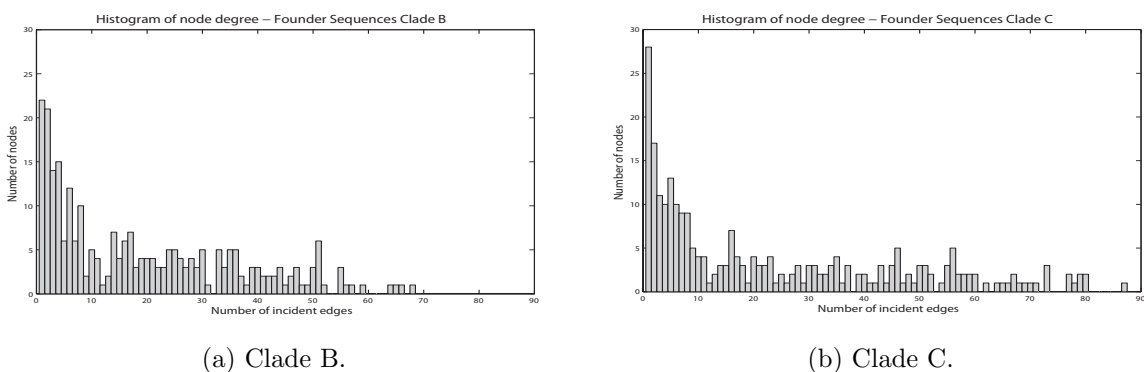 Histogram of node degree – Founder Sequences Clade B
30
25
20
15
10
5
0
Number of nodes
0 10 20 30 40 50 60 70 80 90
Number of incident edges
(a) Clade B.
Histogram of node degree – Founder Sequences Clade C
30
25
20
15
10
5
0
Number of nodes
0 10 20 30 40 50 60 70 80 90
Number of incident edges
(b) Clade C.